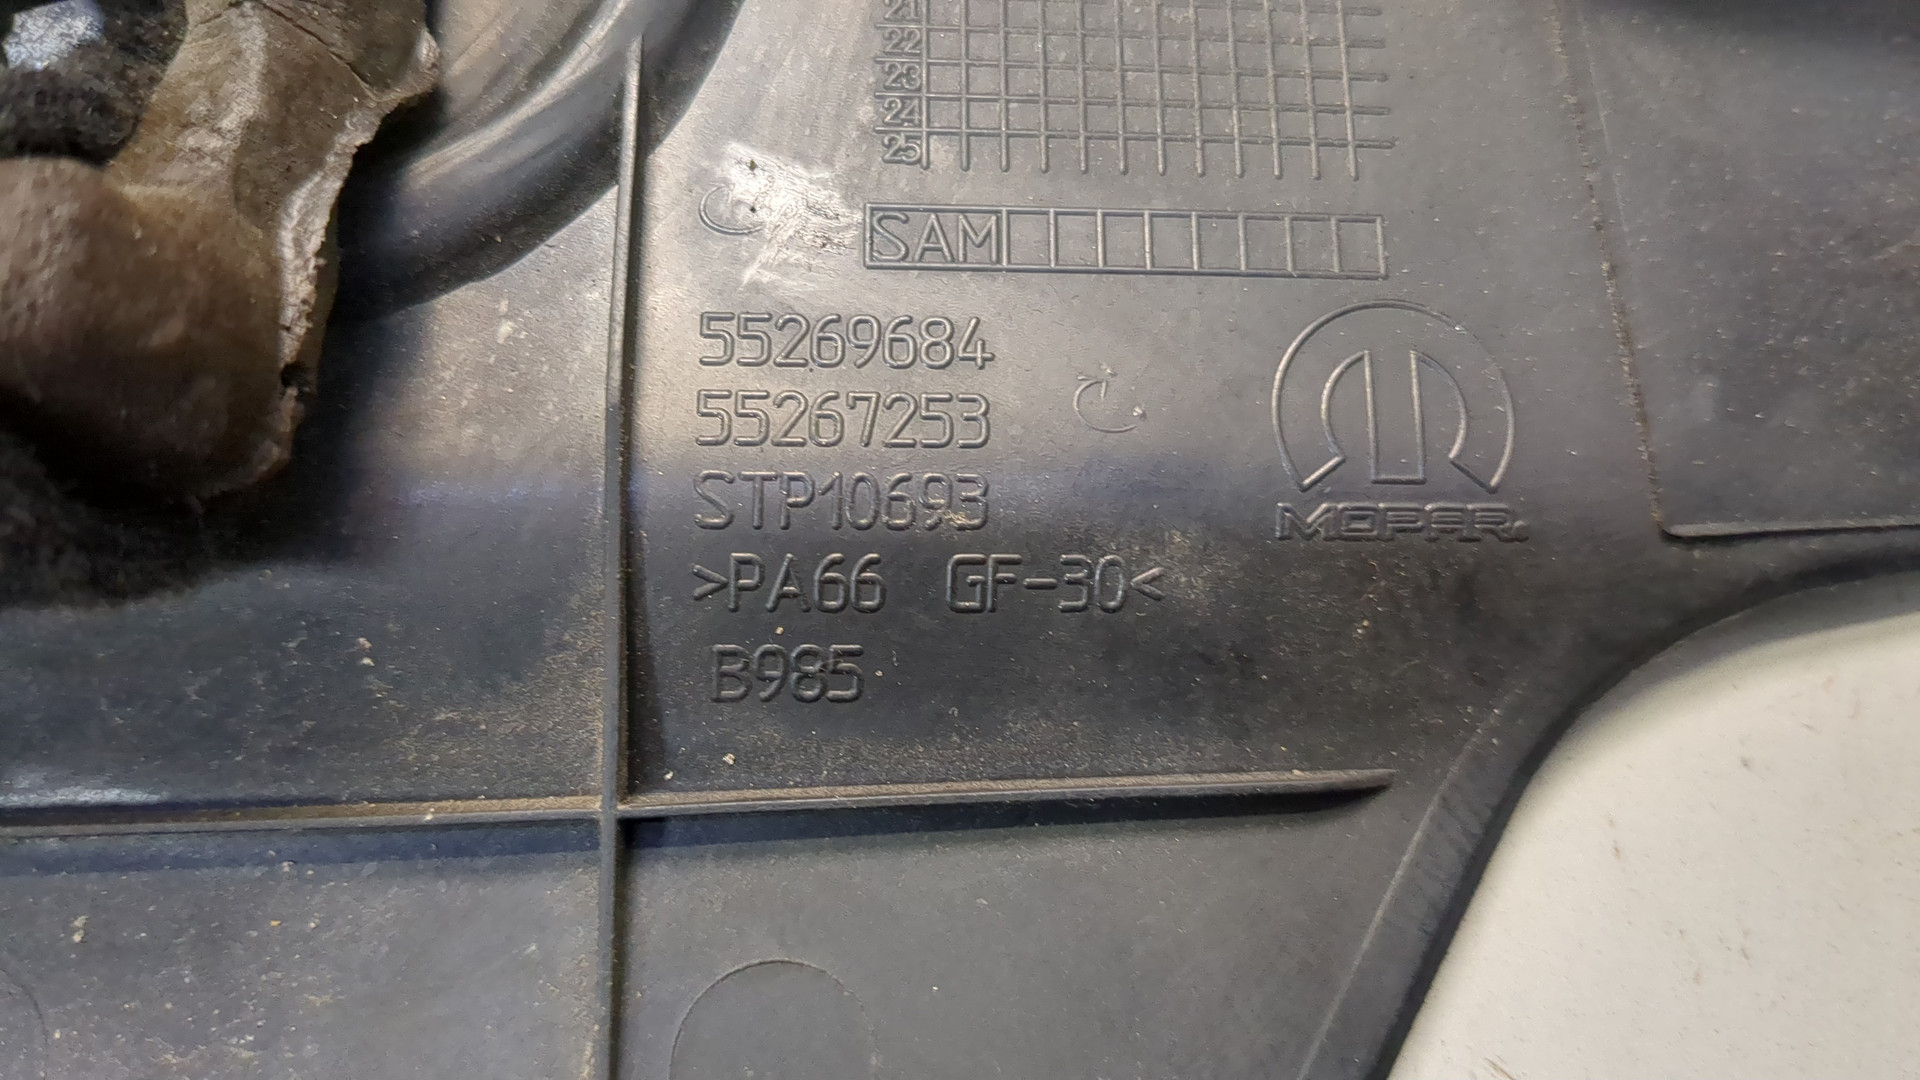 21
22
23
24
25
SAM
55269684
55267253
STP10693
>PA66 GF-30<
B985
MOPAR